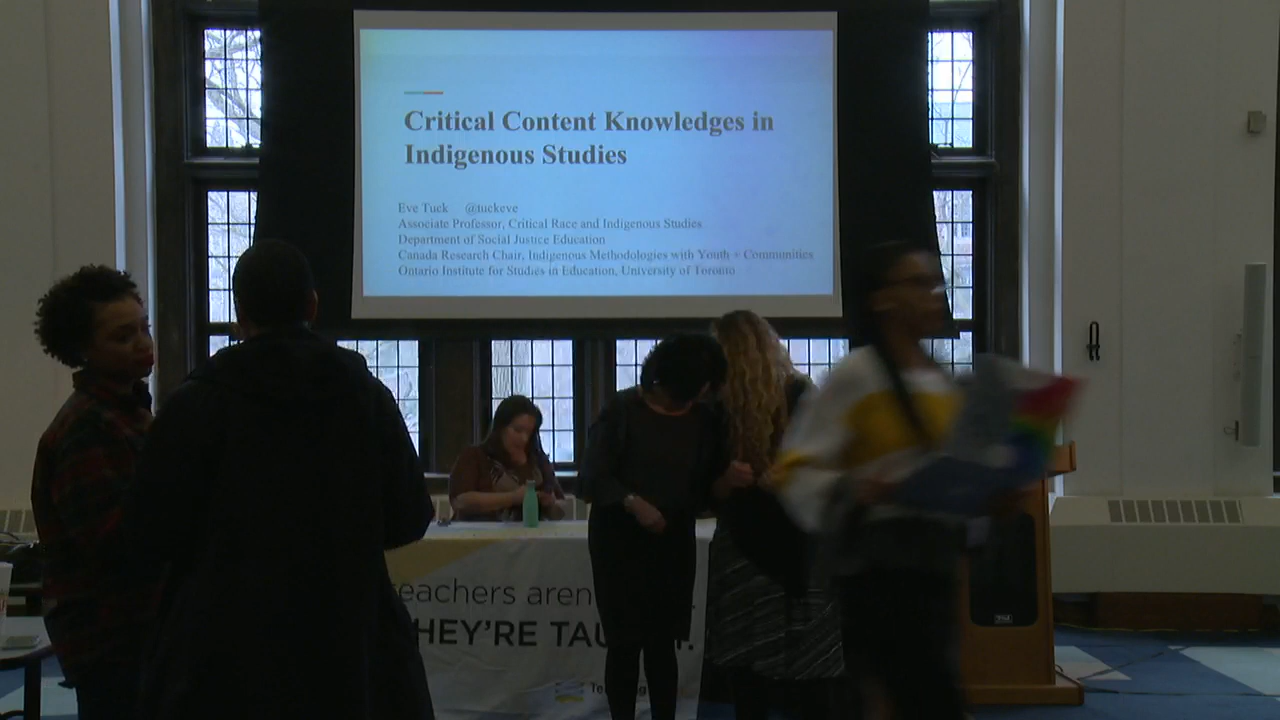 Critical Content Knowledges in
Indigenous Studies
Eve Tuck @tuckeve
Associate Professor, Critical Race and Indigenous Studies
Department of Social Justice Education
Canada Research Chair, Indigenous Methodologies with Youth + Communities
Ontario Institute for Studies in Education, University of Toronto
eachers aren
HEY'RE TAU T.
Te